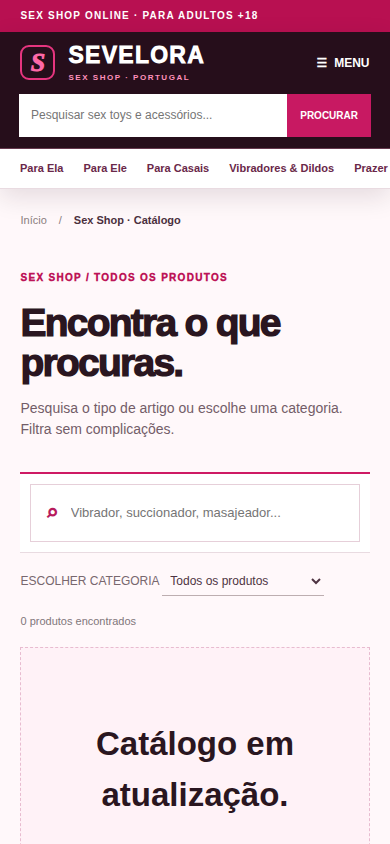 SEX SHOP ONLINE · PARA ADULTOS +18
S SEVELORA
SEX SHOP · PORTUGAL
☰ MENU
Pesquisar sex toys e acessórios... PROCURAR
Para Ela Para Ele Para Casais Vibradores & Dildos Prazer
Início / Sex Shop · Catálogo
SEX SHOP / TODOS OS PRODUTOS
Encontra o que
procuras.
Pesquisa o tipo de artigo ou escolhe uma categoria.
Filtra sem complicações.
Vibrador, succionador, masajeador...
ESCOLHER CATEGORIA Todos os produtos
0 produtos encontrados
Catálogo em
atualização.